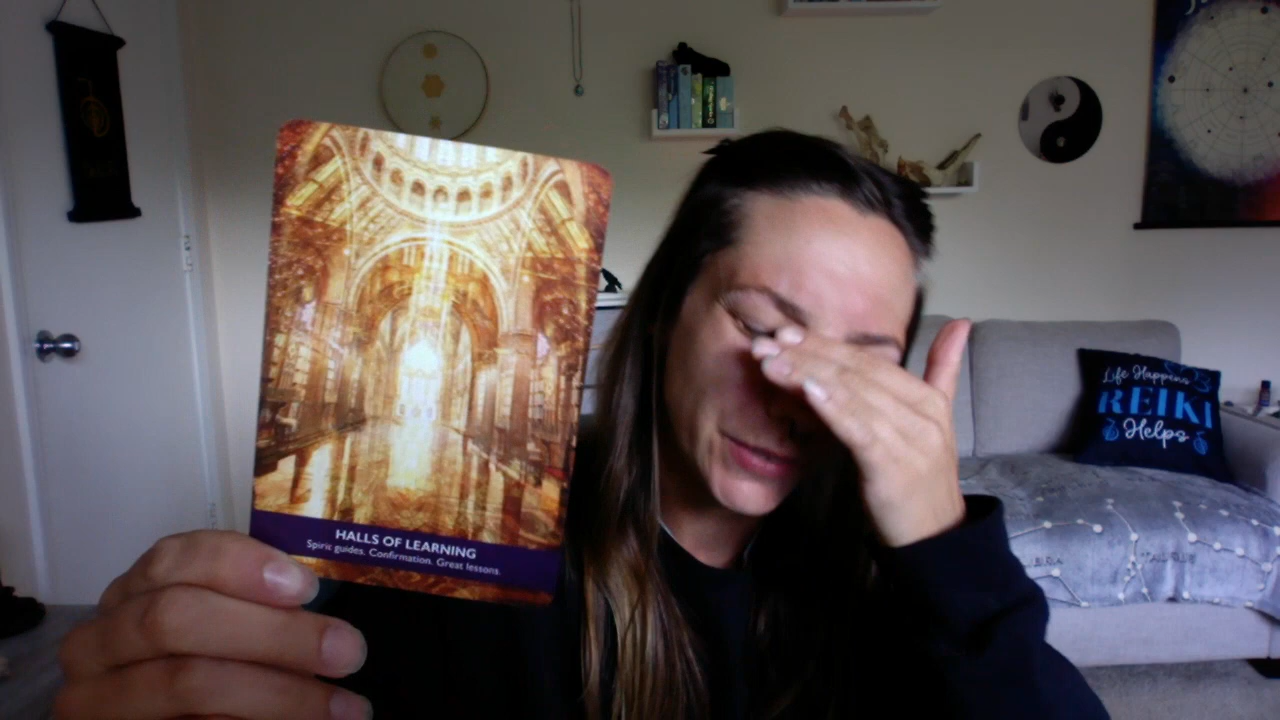 HALLS OF LEARNING
Spirit guides. Confirmation. Great lessons.
Life Happens
REIKI
Helps